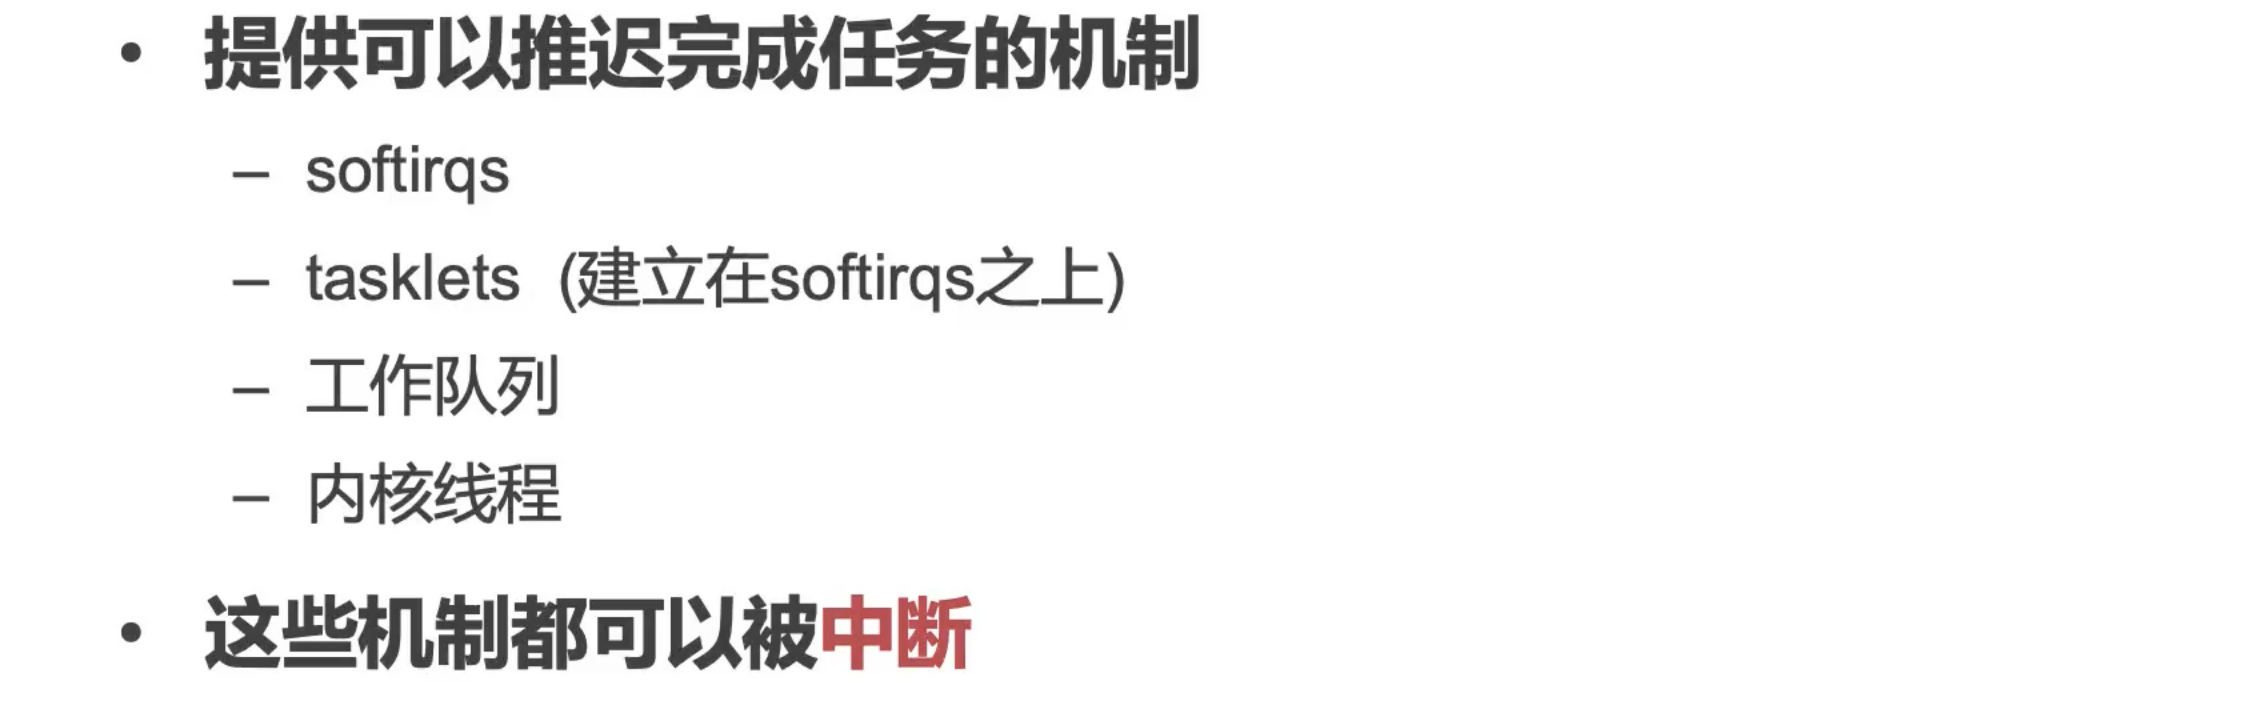 • 提供可以推迟完成任务的机制
– softirqs
– tasklets (建立在softirqs之上)
– 工作队列
– 内核线程
• 这些机制都可以被中断